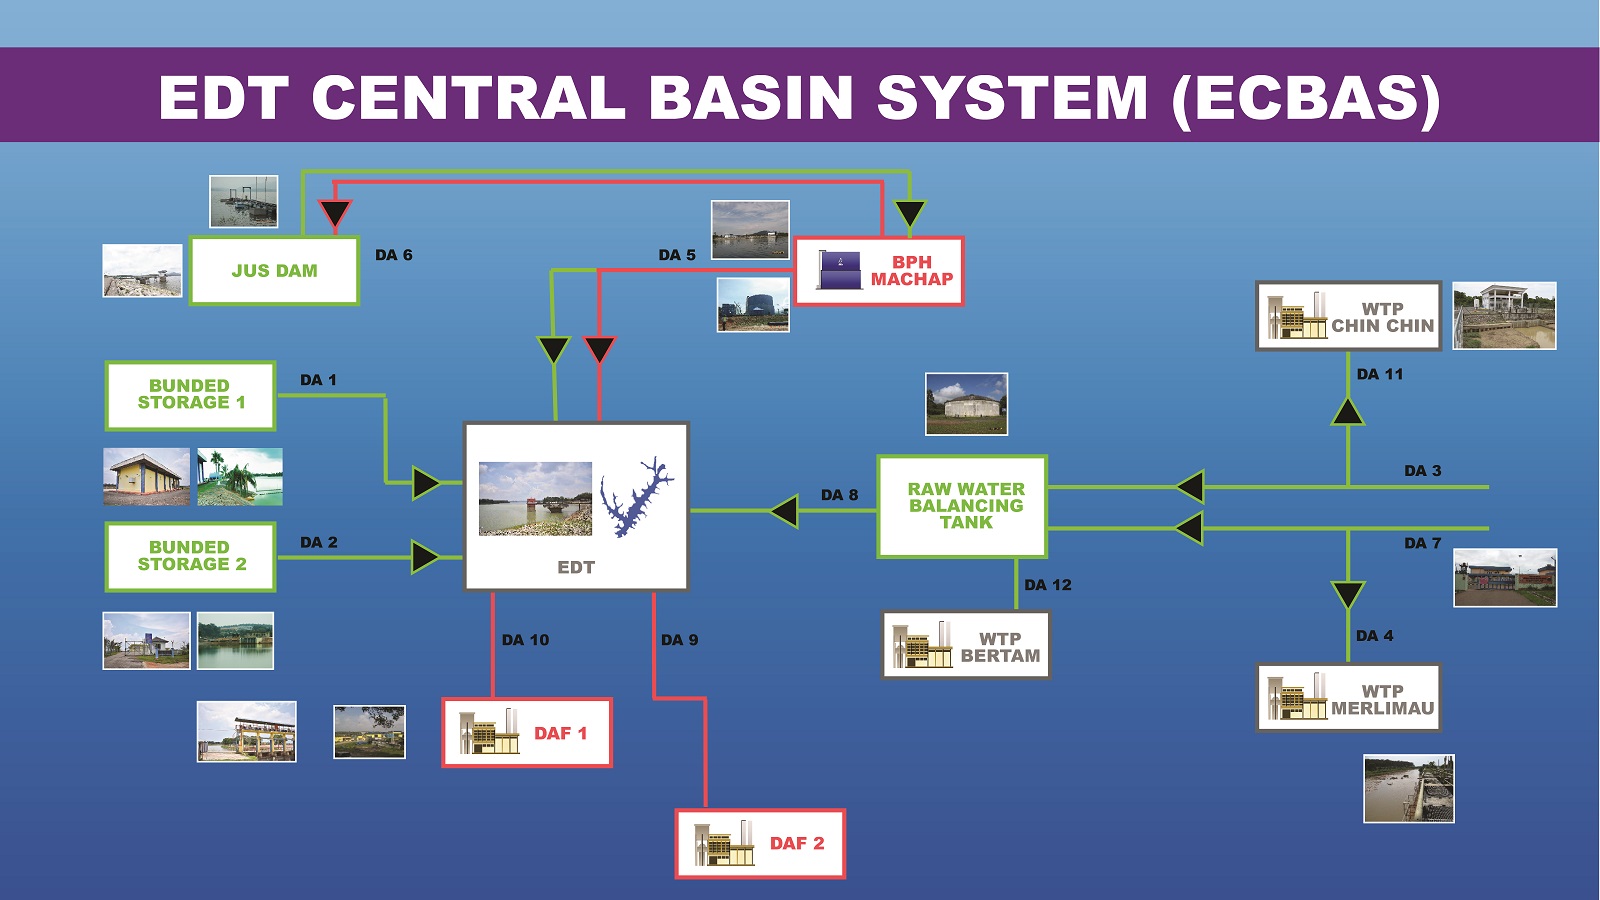 EDT CENTRAL BASIN SYSTEM (ECBAS)
JUS DAM
DA 6
DA 5
BPH
MACHAP
WTP
CHIN CHIN
DA 11
BUNDED
STORAGE 1
DA 1
DA 3
DA 8
RAW WATER
BALANCING
TANK
BUNDED
STORAGE 2
DA 2
EDT
DA 7
DA 12
DA 10
DA 9
WTP
BERTAM
DA 4
WTP
MERLIMAU
DAF 1
DAF 2